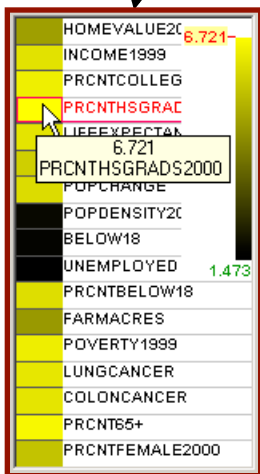 HOMEVALUE20
6.721-
INCOME1999
PRCNTCOLLEG
PRCNTHSGRAD
6.721
PRCNTHSGRADS2000
POPCHANGE
POPDENSITY20
BELOW18
UNEMPLOYED
1.473
PRCNTBELOW18
FARMACRES
POVERTY1999
LUNGCANCER
COLONCANCER
PRCNT65+
PRCNTFEMALE2000